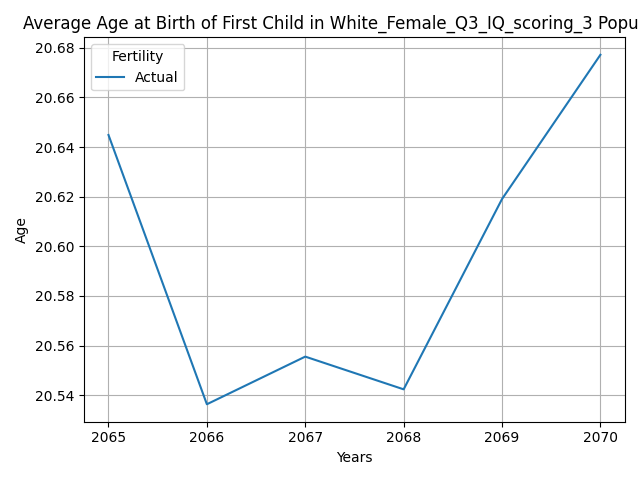 Average Age at Birth of First Child in White_Female_Q3_IQ_scoring_3 Popu
Fertility
Actual
20.68
20.66
20.64
20.62
20.60
20.58
20.56
20.54
Age
2065 2066 2067 2068 2069 2070
Years